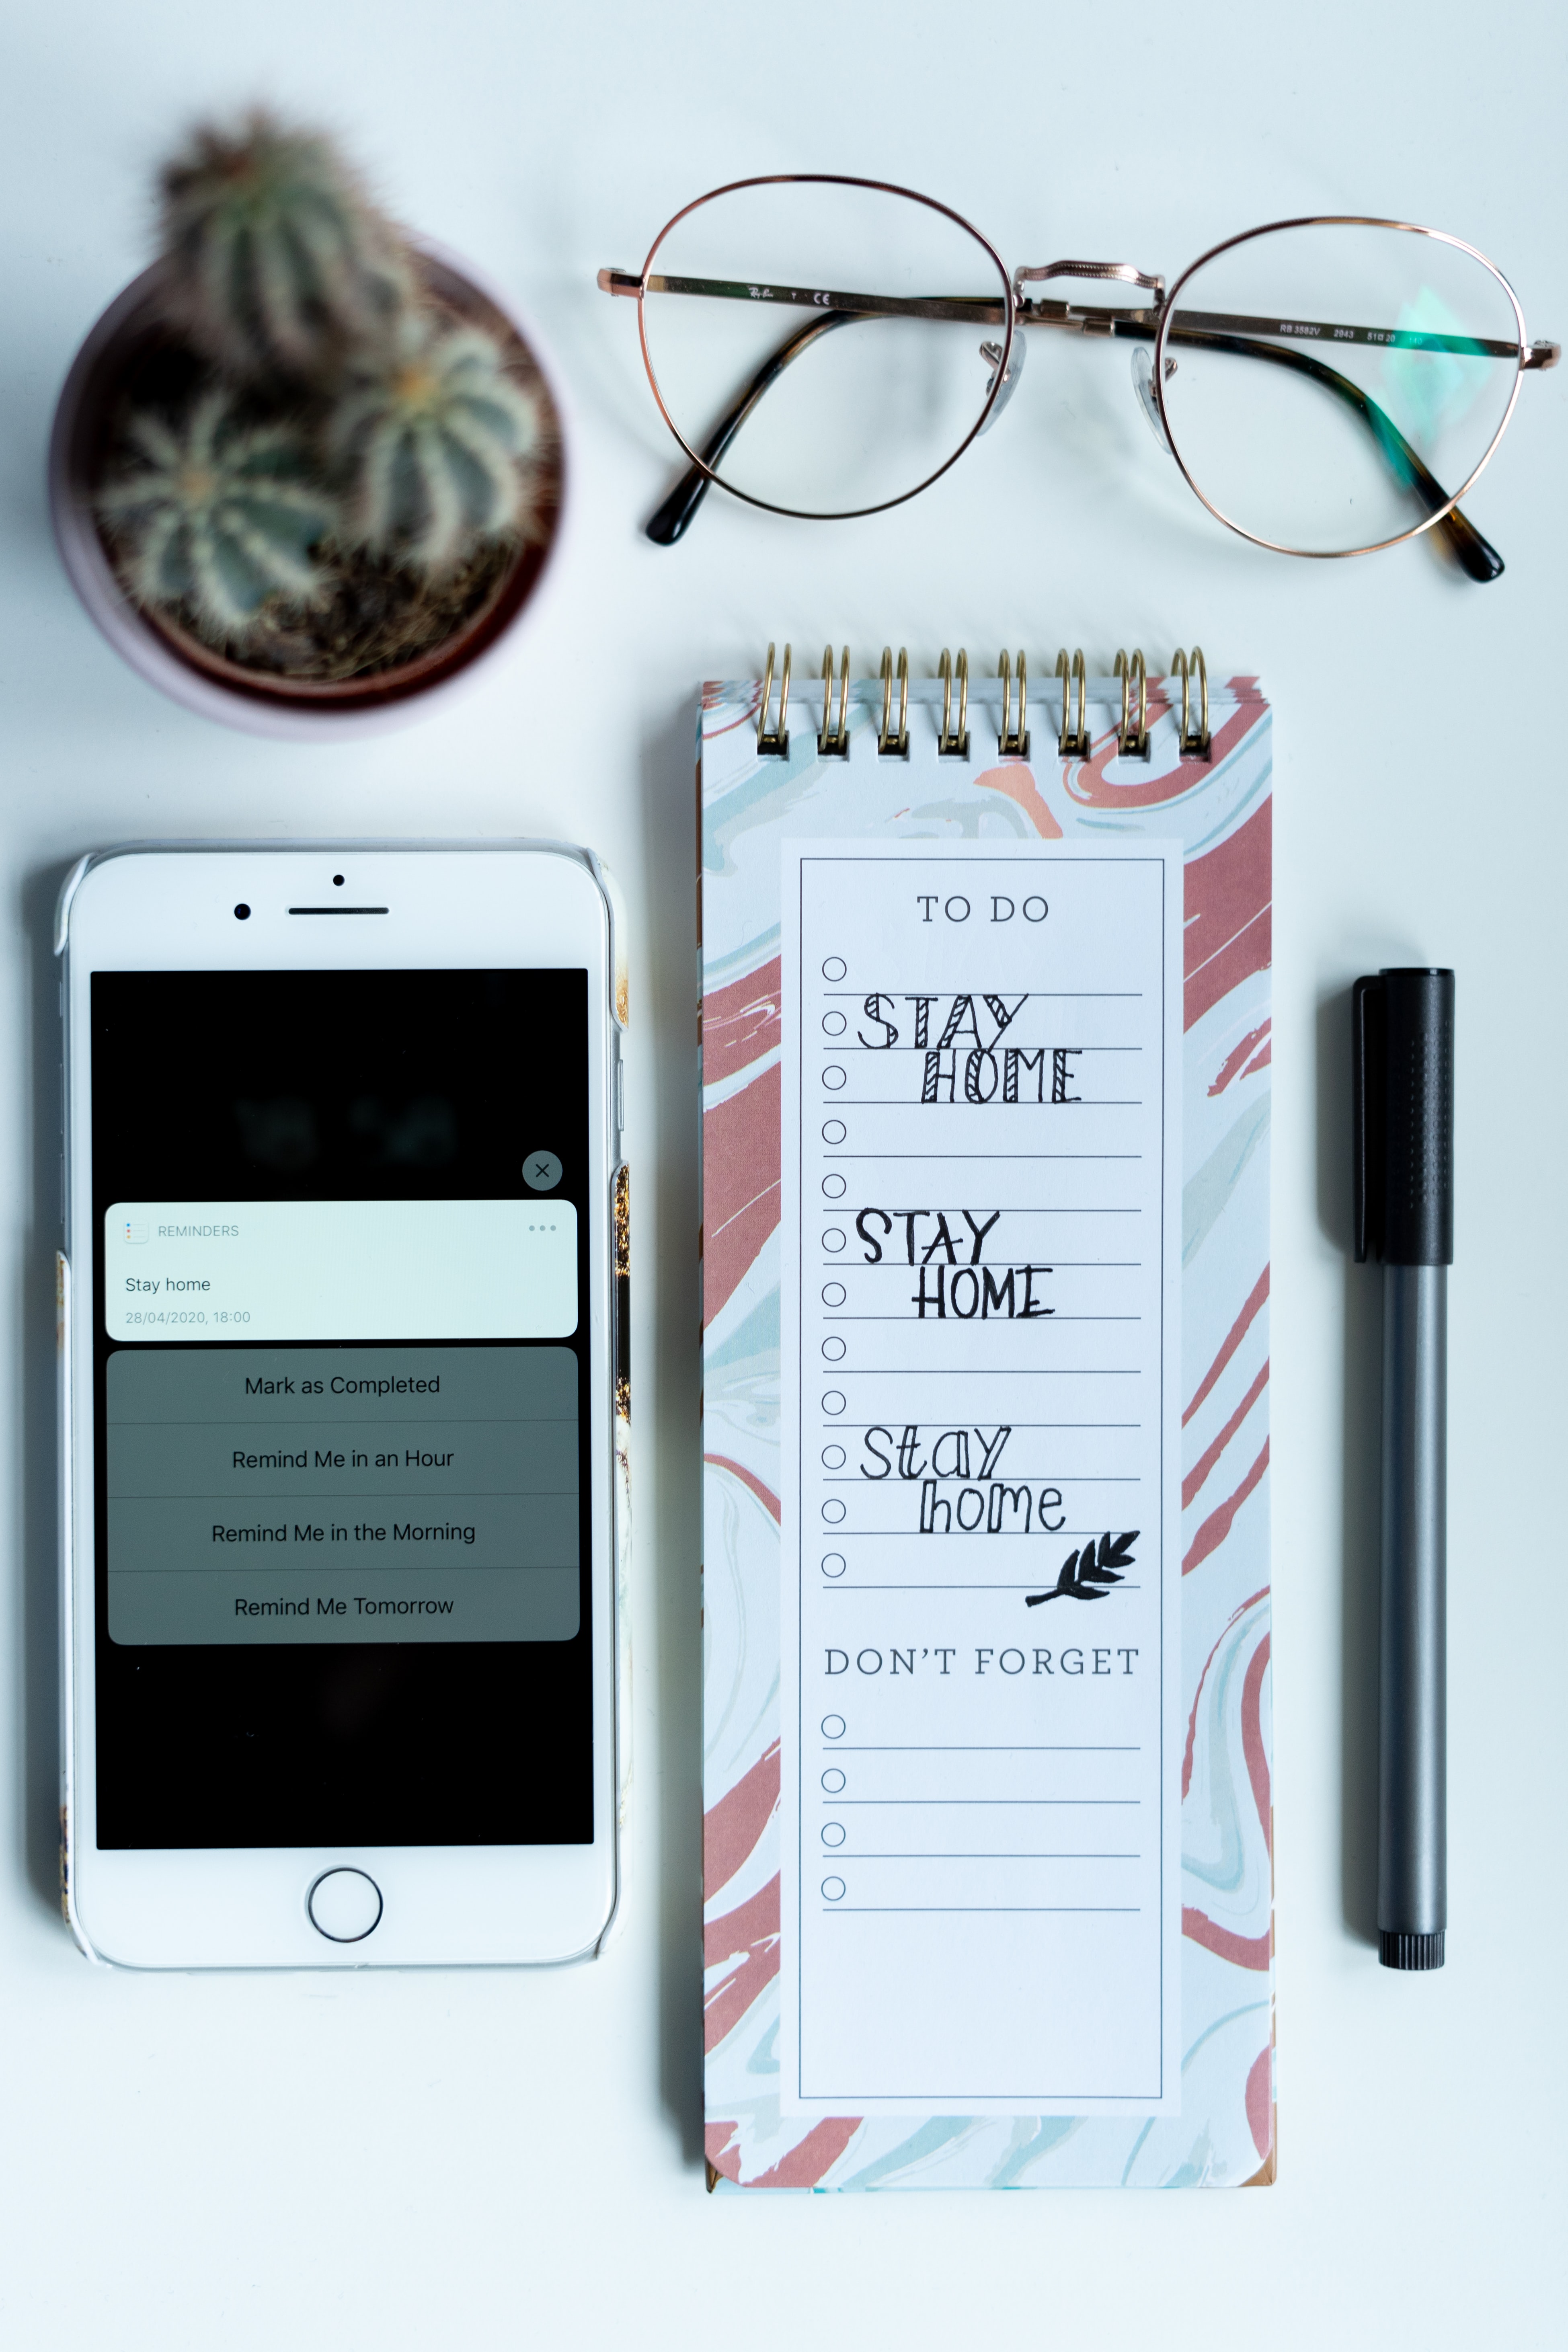 Ray-Ban CE
RB 3582V 2943 51□20 140
REMINDERS
Stay home
28/04/2020, 18:00
Mark as Completed
Remind Me in an Hour
Remind Me in the Morning
Remind Me Tomorrow
TO DO
STAY
HOME
STAY
HOME
Stay
home
DON'T FORGET